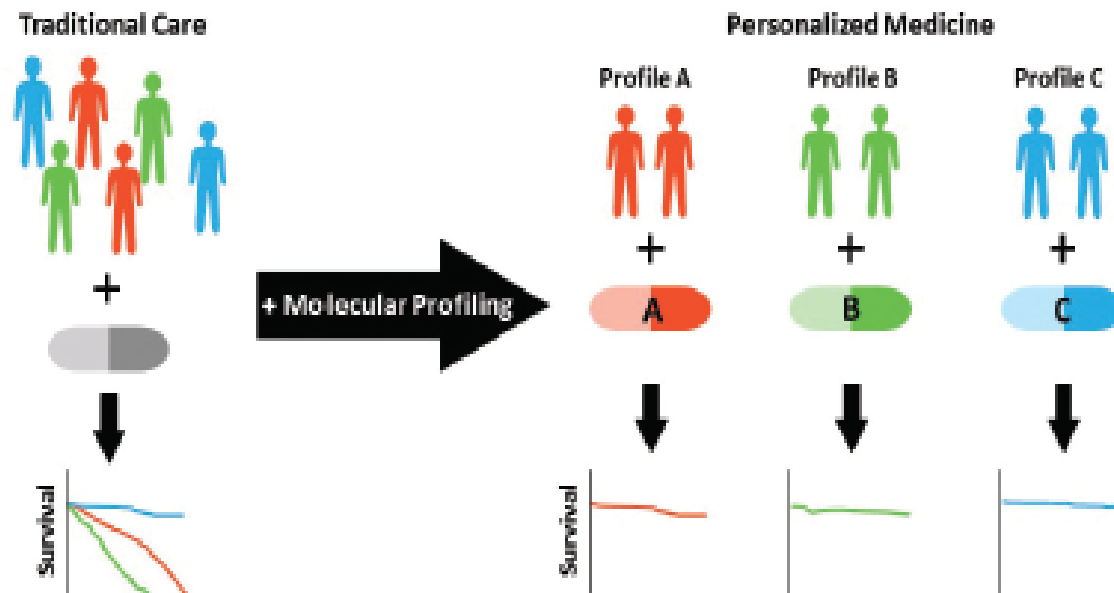 Traditional Care
Personalized Medicine
Profile A
Profile B
Profile C
+
+
+
+
+ Molecular Profiling
A
B
C
Survival
Survival